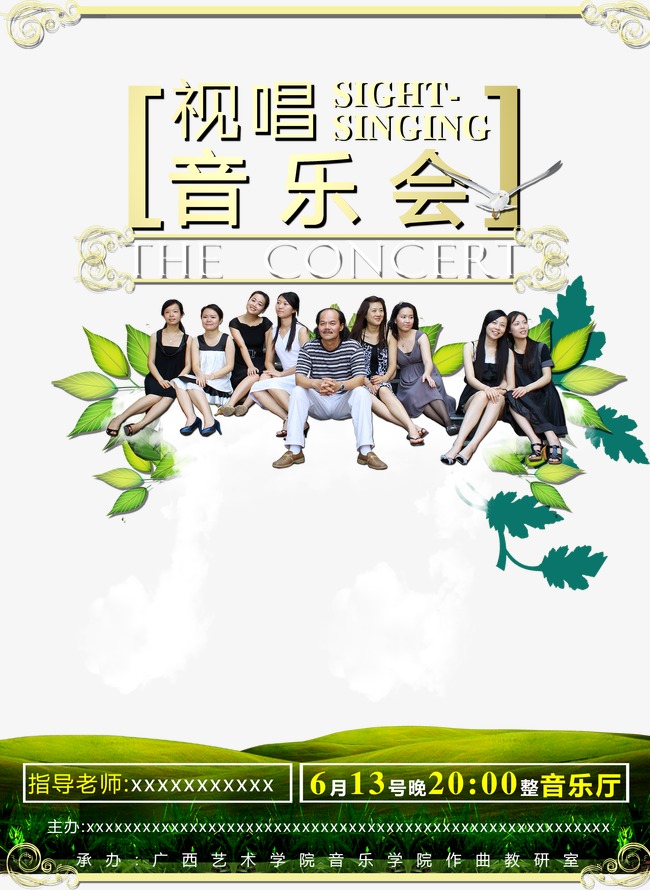 视唱 SIGHT-
SINGING
音乐会
THE CONCERT
指导老师:xxxxxxxxxxx
6月13号晚20:00整音乐厅
主办:xxxxxxxxxxxxxxxxxxxxxxxxxxxxxxxxxxxxxxxxxxxxxxxxxxxxxxxxxxxxxxxxxxx
承办:广西艺术学院音乐学院作曲教研室